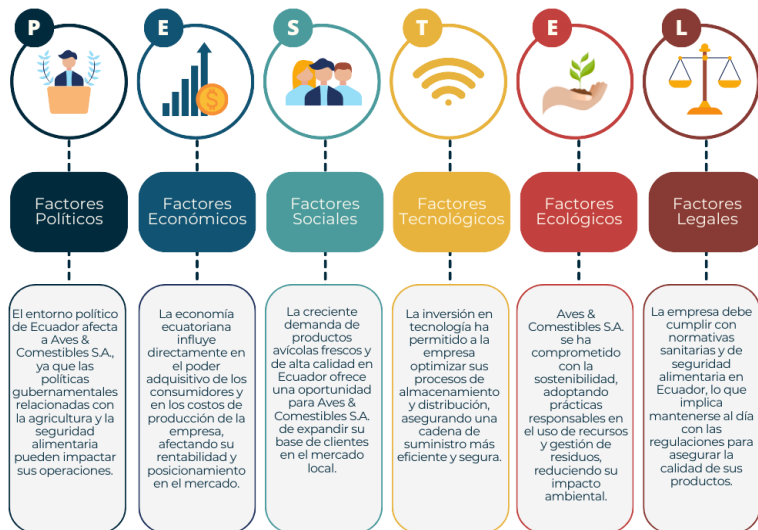 P
E
S
T
E
L
Factores
Políticos
Factores
Económicos
Factores
Sociales
Factores
Tecnológicos
Factores
Ecológicos
Factores
Legales
El entorno político
de Ecuador afecta
a Aves &
Comestibles S.A.,
ya que las
políticas
gubernamentales
relacionadas con
la agricultura y la
seguridad
alimentaria
pueden impactar
sus operaciones.
La economía
ecuatoriana
influye
directamente en
el poder
adquisitivo de los
consumidores y
en los costos de
producción de la
empresa,
afectando su
rentabilidad y
posicionamiento
en el mercado.
La creciente
demanda de
productos
avícolas frescos y
de alta calidad en
Ecuador ofrece
una oportunidad
para Aves &
Comestibles S.A.
de expandir su
base de clientes
en el mercado
local.
La inversión en
tecnología ha
permitido a la
empresa
optimizar sus
procesos de
almacenamiento
y distribución,
asegurando una
cadena de
suministro más
eficiente y segura.
Aves &
Comestibles S.A.
se ha
comprometido
con la
sostenibilidad,
adoptando
prácticas
responsables en
el uso de recursos
y gestión de
residuos,
reduciendo su
impacto
ambiental.
La empresa debe
cumplir con
normativas
sanitarias y de
seguridad
alimentaria en
Ecuador, lo que
implica
mantenerse al día
con las
regulaciones para
asegurar la
calidad de sus
productos.